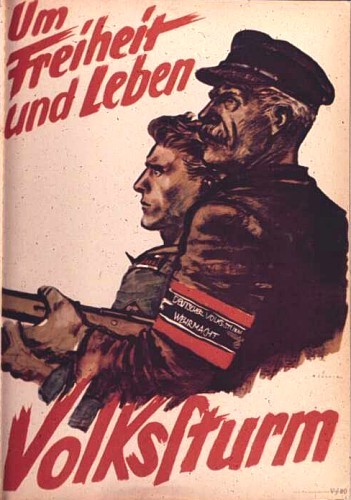 Um
Freiheit
und Leben
DEUTSCHER VOLKSSTURM
WEHRMACHT
Volkssturm